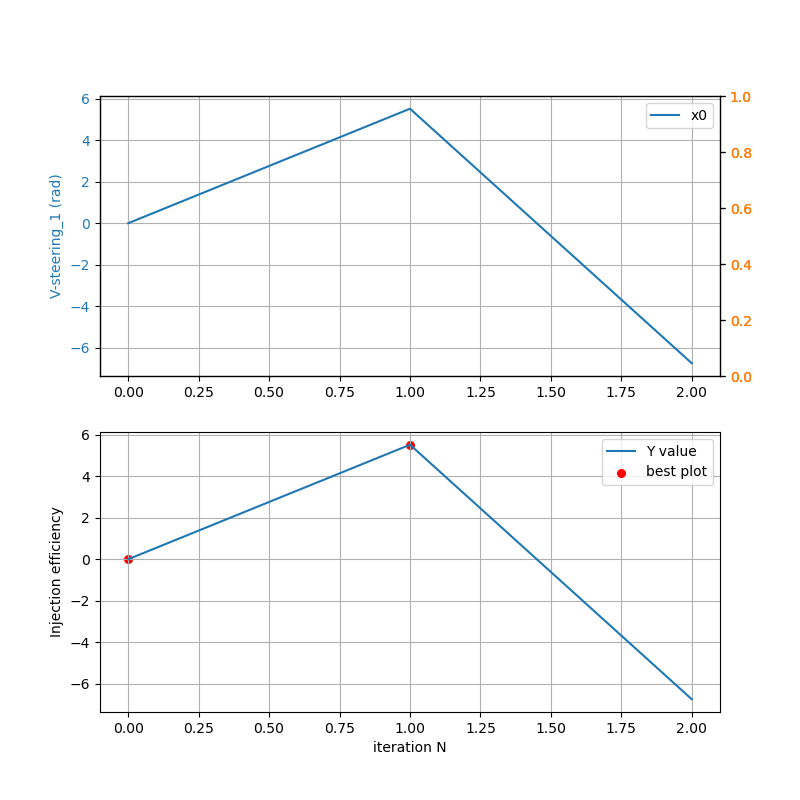 6
4
2
0
−2
−4
−6
V-steering_1 (rad)
x0
1.0
0.8
0.6
0.4
0.2
0.0
0.00 0.25 0.50 0.75 1.00 1.25 1.50 1.75 2.00
6
4
2
0
−2
−4
−6
Injection efficiency
Y value
best plot
0.00 0.25 0.50 0.75 1.00 1.25 1.50 1.75 2.00
iteration N